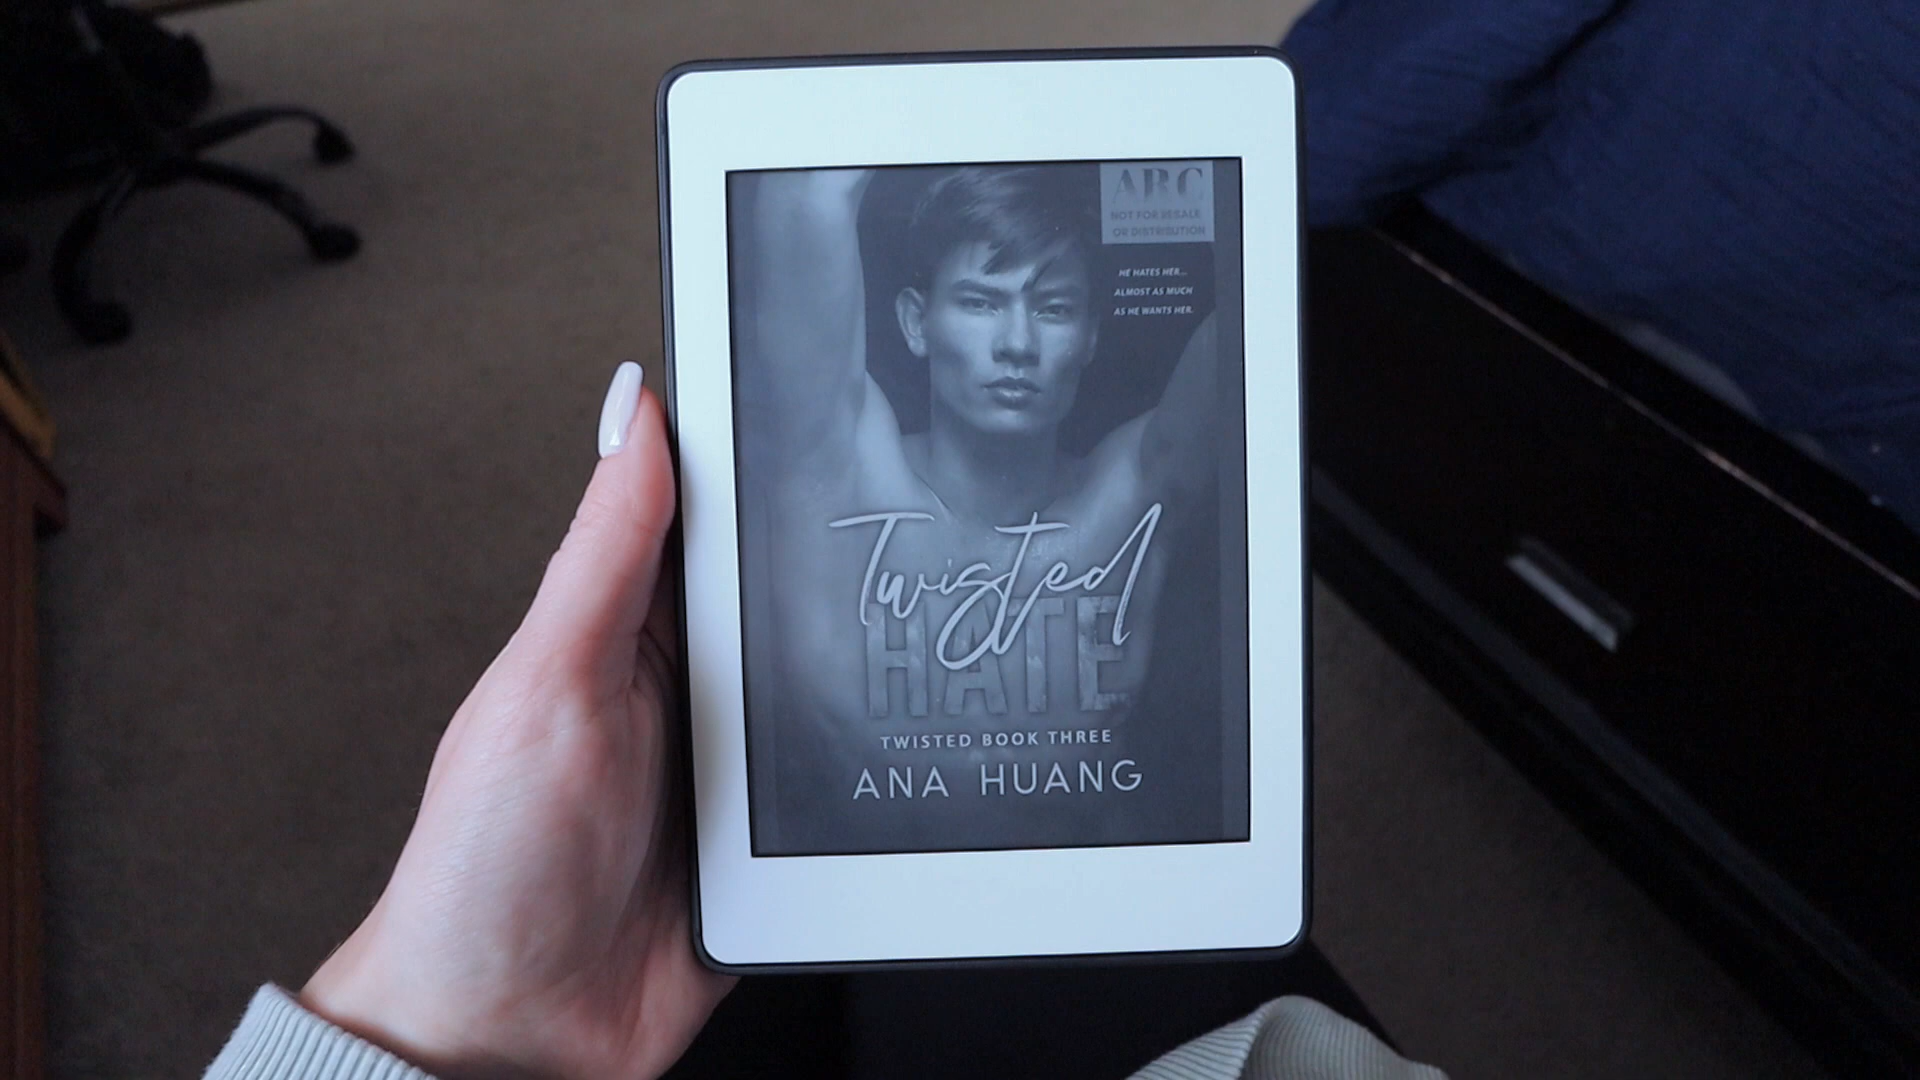 ARC
NOT FOR RESALE
OR DISTRIBUTION
HE HATES HER...
ALMOST AS MUCH
AS HE WANTS HER.
Twisted
HATE
TWISTED BOOK THREE
ANA HUANG